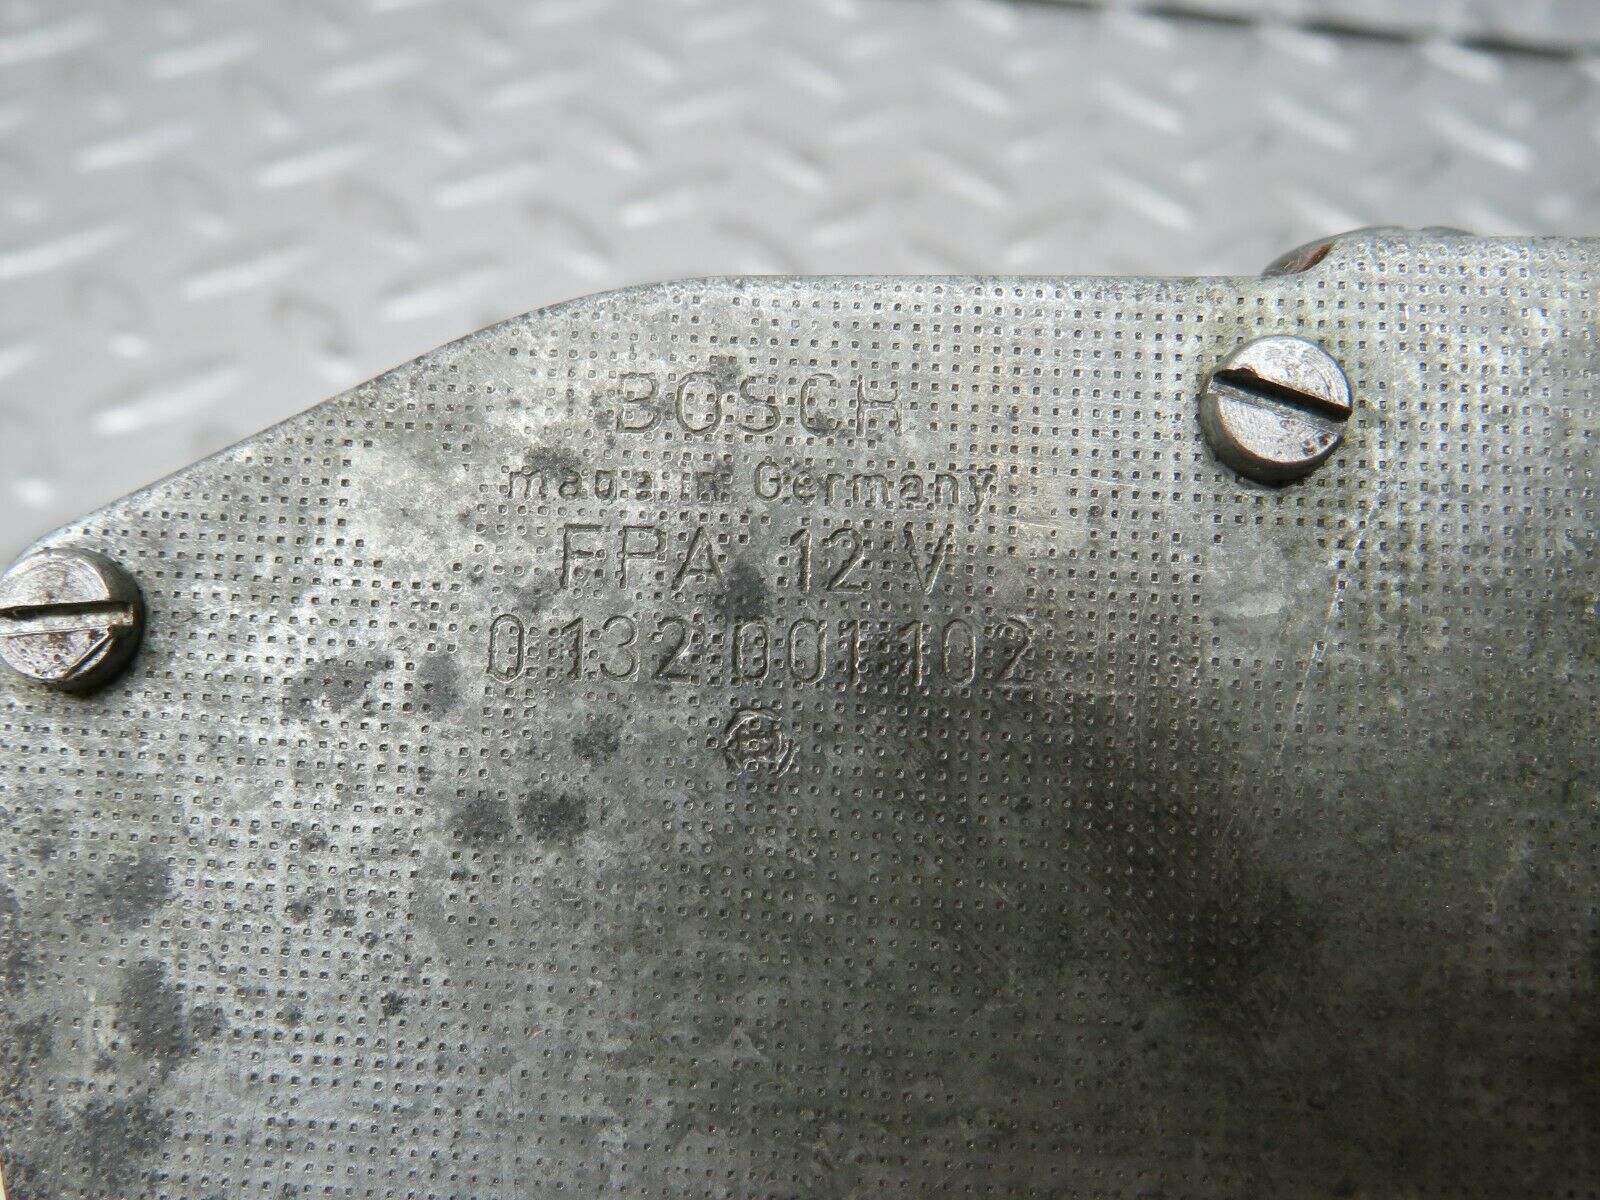 BOSCH
made in Germany
FPA 12 V
0 132 001 102